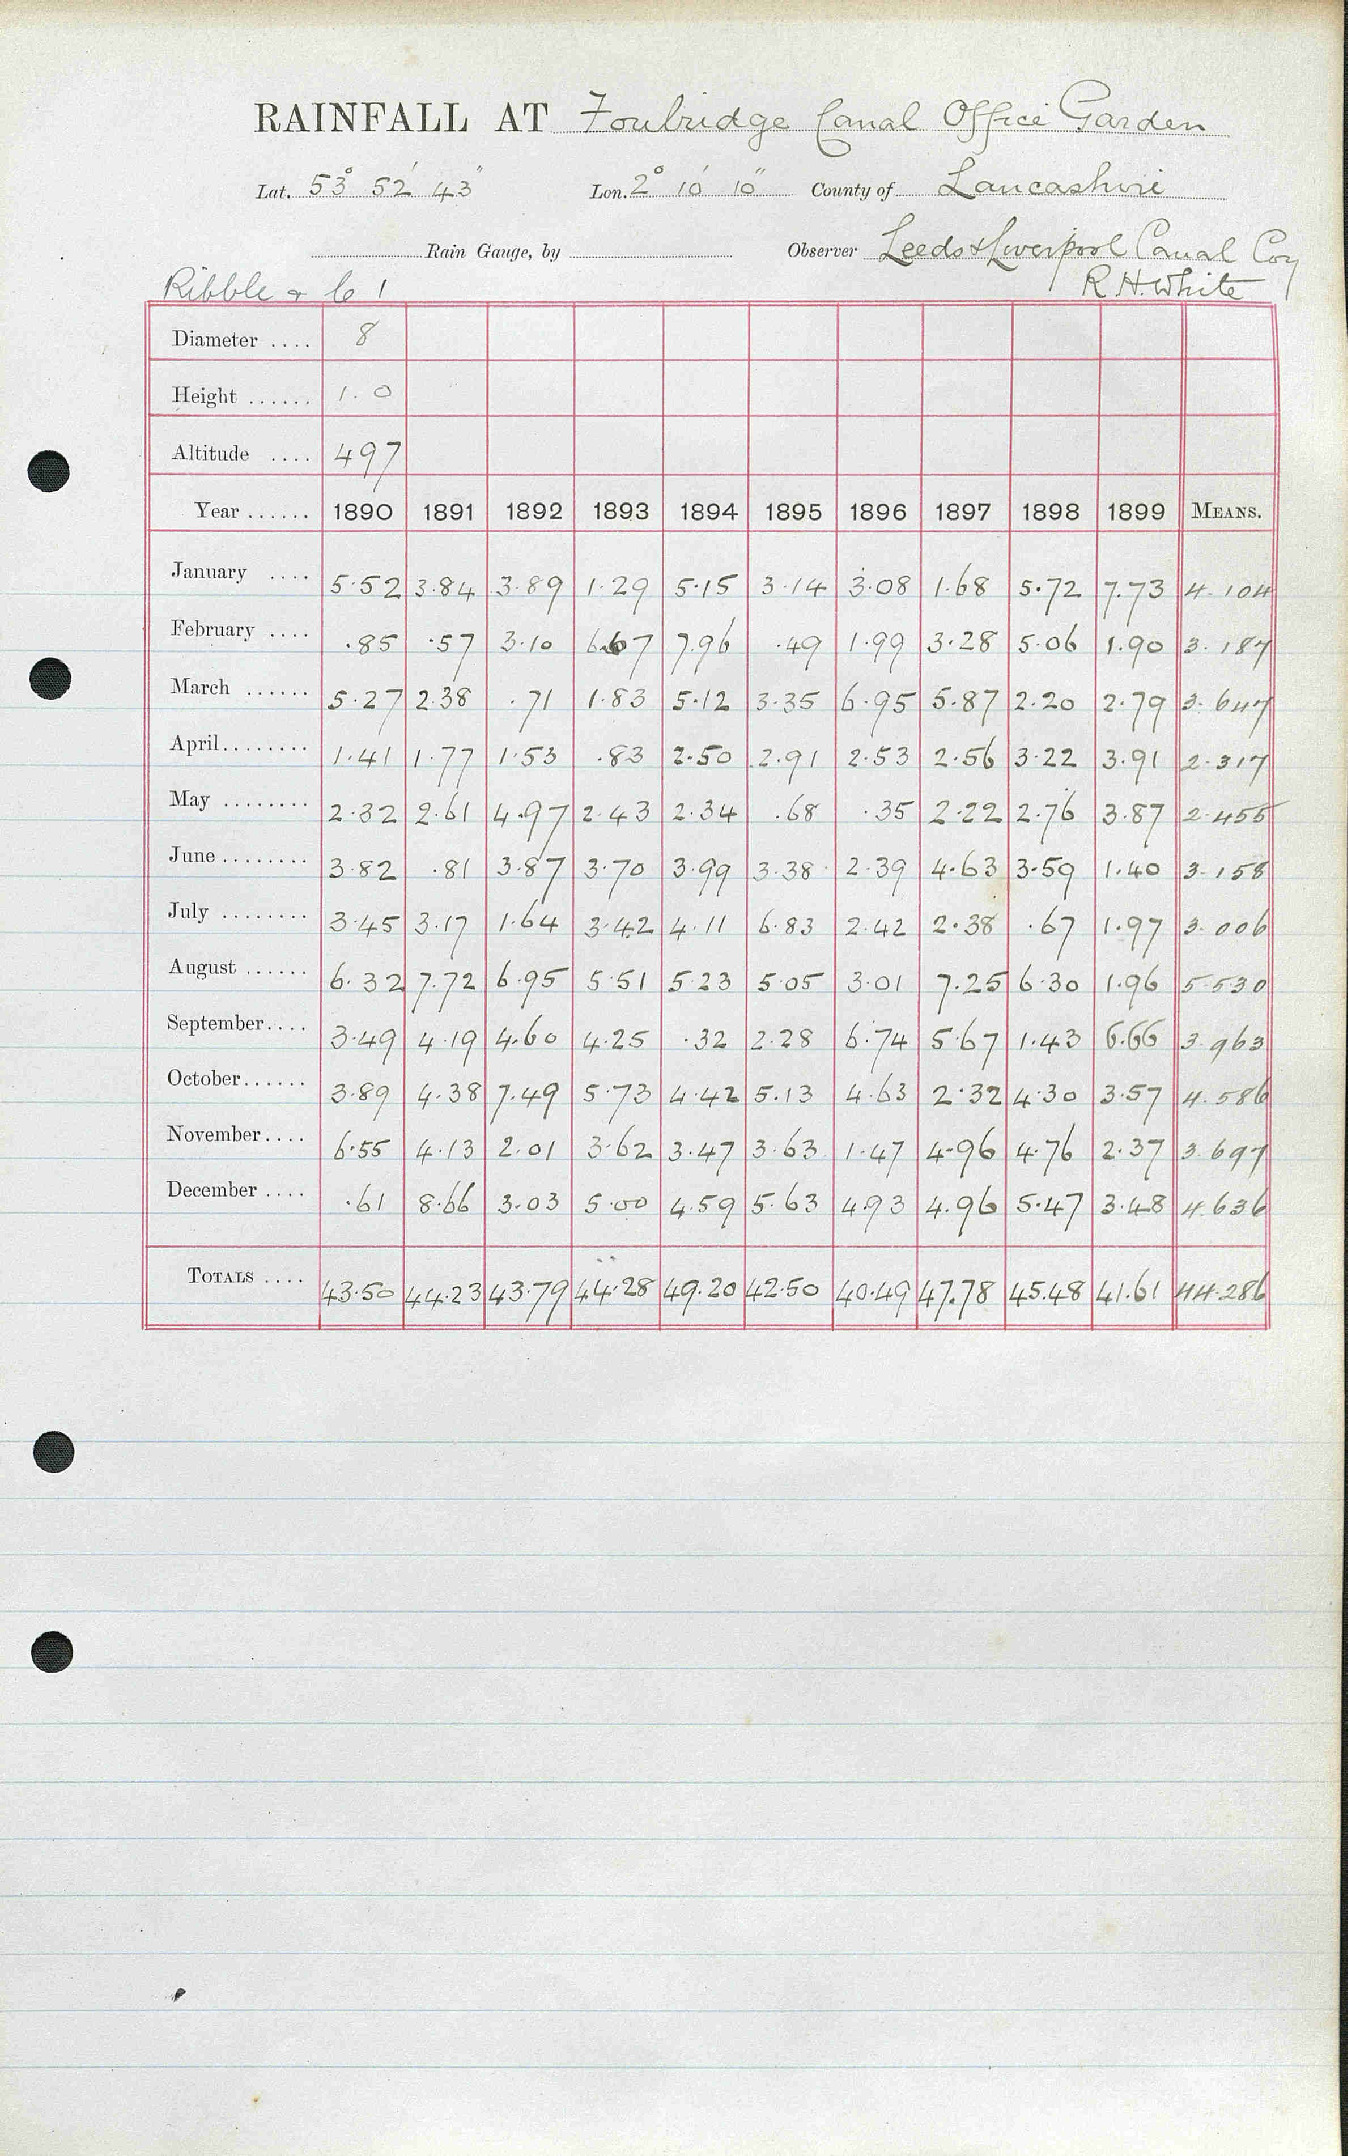 RAINFALL AT Foulridge Canal Office Garden
Lat. 53° 52' 43" Lon. 2° 10' 10" County of Lancashire
Rain Gauge, by Observer Leeds & Liverpool Canal Coy
Ribble & C 1 R H White
Diameter .... 8
Height ...... 1.0
Altitude .... 497
Year ...... 1890 1891 1892 1893 1894 1895 1896 1897 1898 1899 MEANS.
January .... 5.52 3.84 3.89 1.29 5.15 3.14 3.08 1.68 5.72 7.73 4.104
February .... .85 .57 3.10 6.67 7.96 .49 1.99 3.28 5.06 1.90 3.187
March ...... 5.27 2.38 .71 1.83 5.12 3.35 6.95 5.87 2.20 2.79 3.647
April........ 1.41 1.77 1.53 .83 2.50 2.91 2.53 2.56 3.22 3.91 2.317
May ........ 2.32 2.61 4.97 2.43 2.34 .68 .35 2.22 2.76 3.87 2.455
June ........ 3.82 .81 3.87 3.70 3.99 3.38 2.39 4.63 3.59 1.40 3.158
July ........ 3.45 3.17 1.64 3.42 4.11 6.83 2.42 2.38 .67 1.97 3.006
August ...... 6.32 7.72 6.95 5.51 5.23 5.05 3.01 7.25 6.30 1.96 5.530
September.... 3.49 4.19 4.60 4.25 .32 2.28 6.74 5.67 1.43 6.66 3.963
October...... 3.89 4.38 7.49 5.73 4.42 5.13 4.63 2.32 4.30 3.57 4.586
November.... 6.55 4.13 2.01 3.62 3.47 3.63 1.47 4.96 4.76 2.37 3.697
December .... .61 8.66 3.03 5.00 4.59 5.63 4.93 4.96 5.47 3.48 4.636
TOTALS .... 43.50 44.23 43.79 44.28 49.20 42.50 40.49 47.78 45.48 41.61 44.286